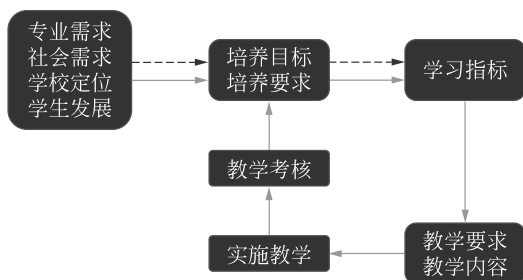 专业需求
社会需求
学校定位
学生发展
培养目标
培养要求
学习指标
教学考核
实施教学
教学要求
教学内容